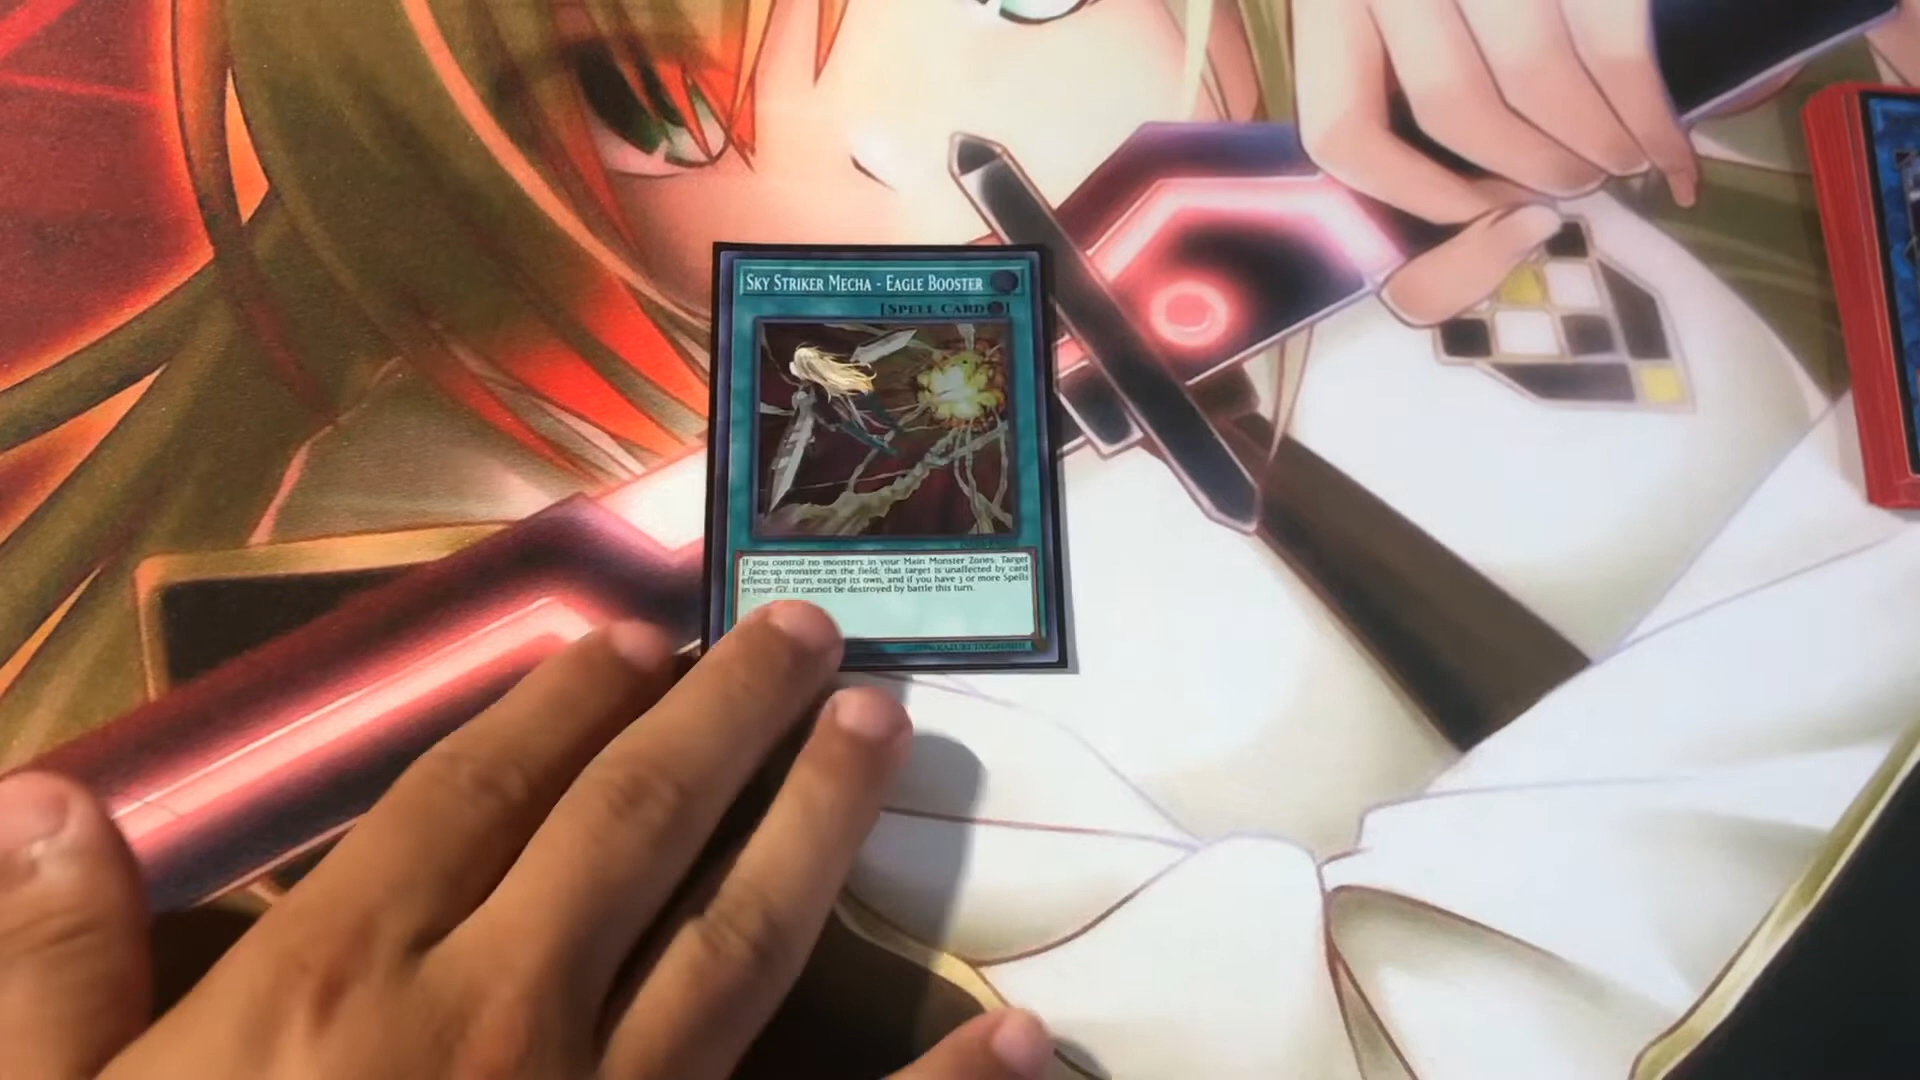 SKY STRIKER MECHA - EAGLE BOOSTER
[SPELL CARD]
If you control no monsters in your Main Monster Zones: Target
1 face-up monster on the field; that target is unaffected by card
effects this turn, except its own, and if you have 3 or more Spells
in your GY, it cannot be destroyed by battle this turn.
KAZUKI TAKAHASHI